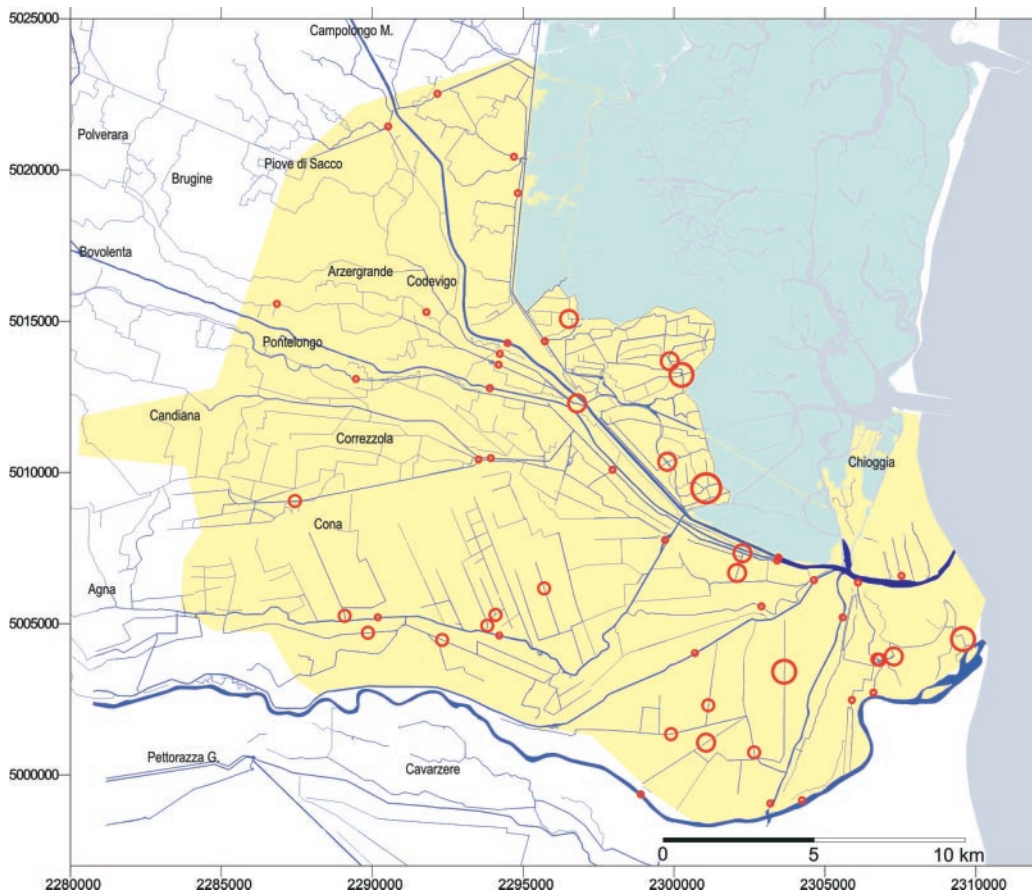 5025000
Campolongo M.
Polverara
Piove di Sacco
5020000
Brugine
Bovolenta
Arzergrande
Codevigo
5015000
Pontelongo
Candiana
Correzzola
Chioggia
5010000
Cona
Agna
5005000
Pettorazza G.
Cavarzere
5000000
0 5 10 km
2280000 2285000 2290000 2295000 2300000 2305000 2310000